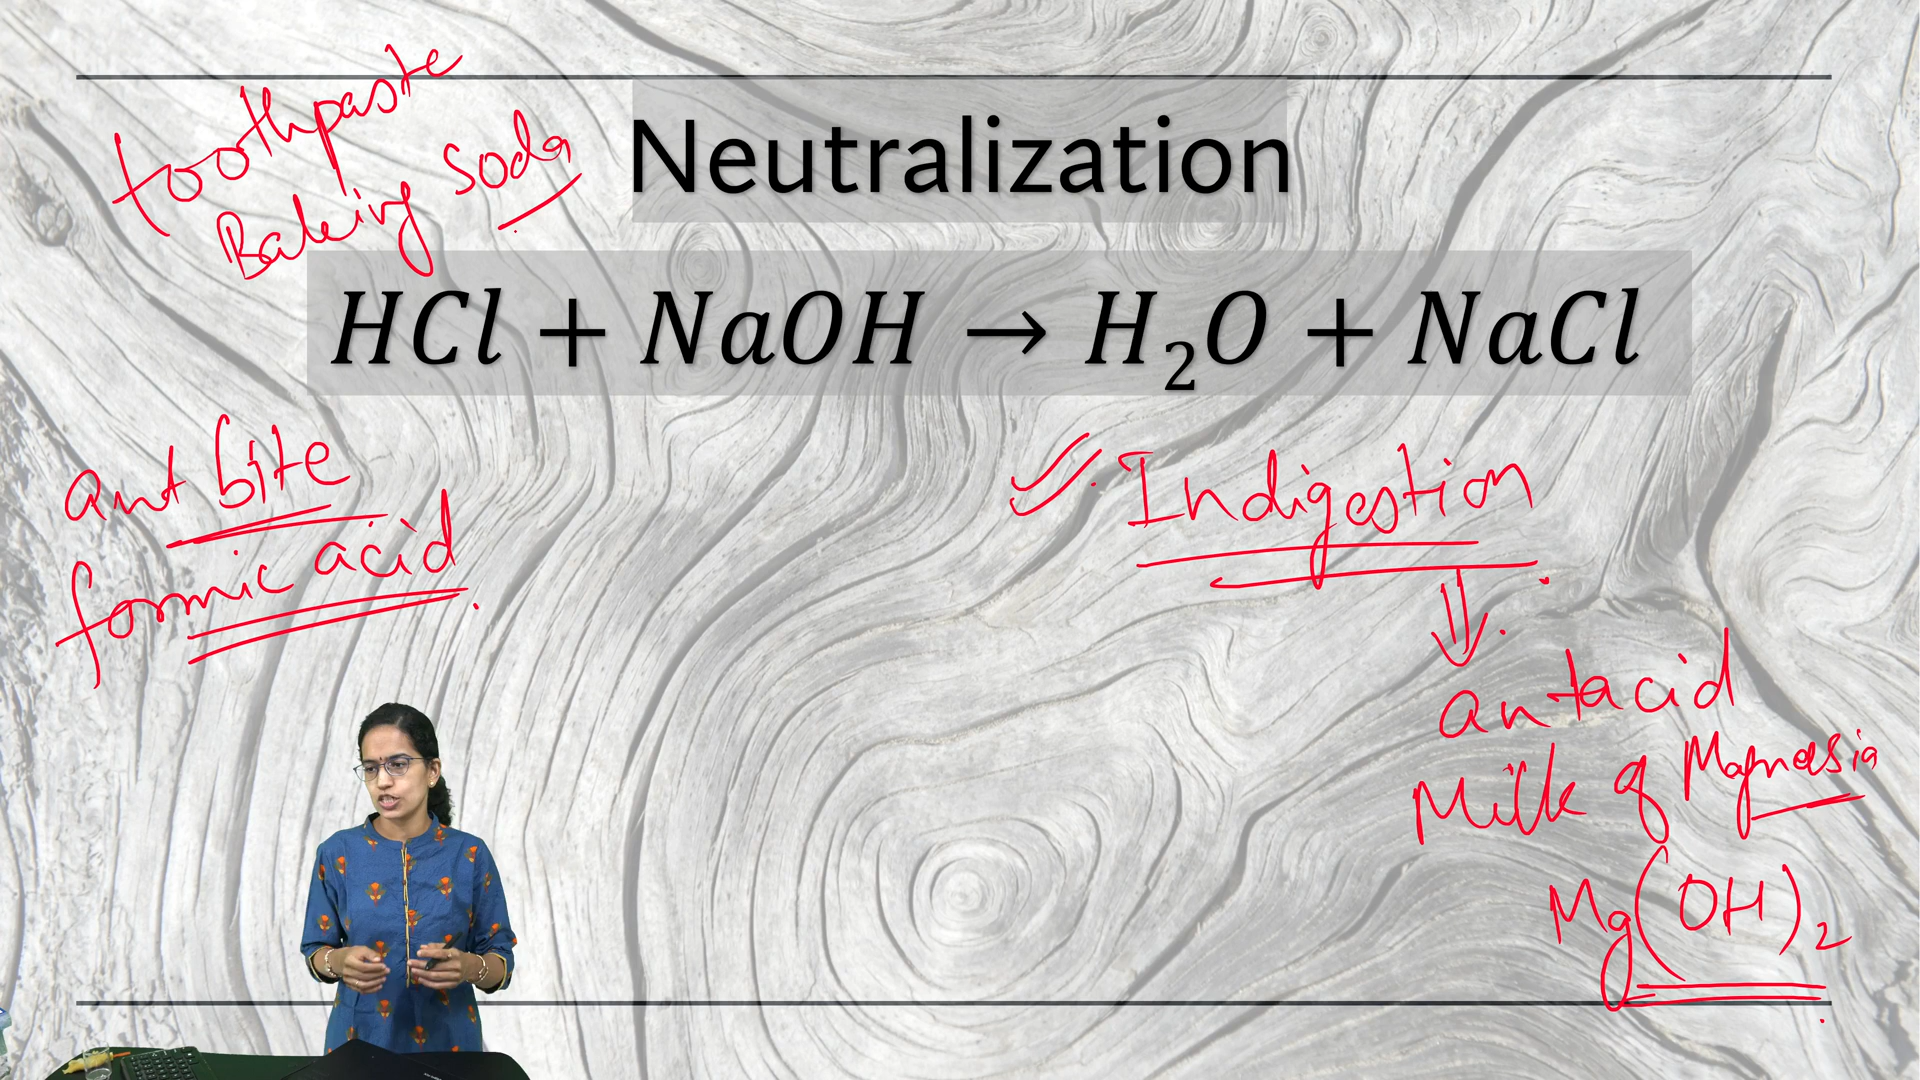 toothpaste
Baking Soda
Neutralization
HCl + NaOH → H₂O + NaCl
ant bite
formic acid
Indigestion
antacid
Milk of Magnesia
Mg(OH)₂